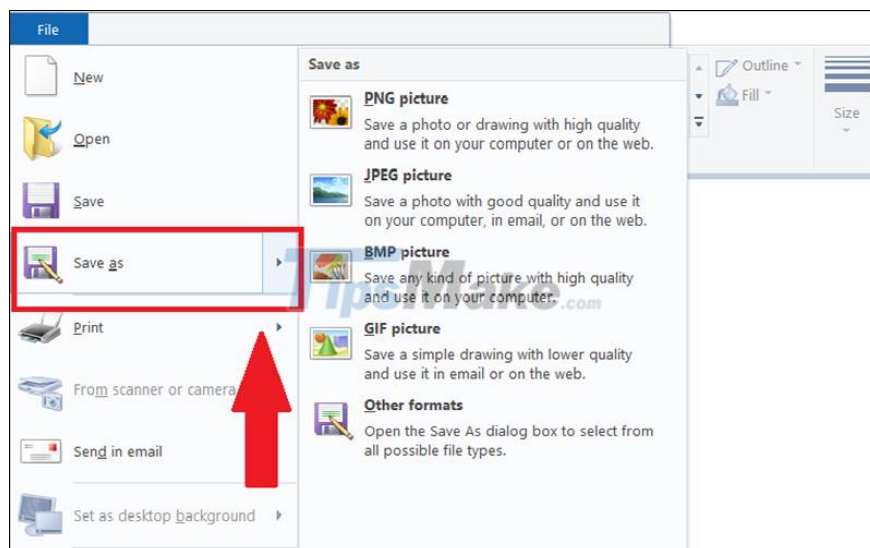 File
New
Open
Save
Save as
Print
From scanner or camera
Send in email
Set as desktop background
Save as
PNG picture
Save a photo or drawing with high quality
and use it on your computer or on the web.
JPEG picture
Save a photo with good quality and use it
on your computer, in email, or on the web.
BMP picture
Save any kind of picture with high quality
and use it on your computer.
GIF picture
Save a simple drawing with lower quality
and use it in email or on the web.
Other formats
Open the Save As dialog box to select from
all possible file types.
Outline
Fill
Size
TipsMake.com